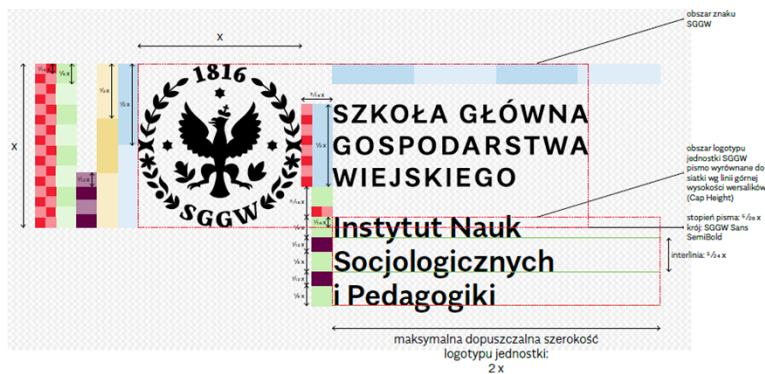 obszar znaku
SGGW
X
X
1816
SGGW
SZKOŁA GŁÓWNA
GOSPODARSTWA
WIEJSKIEGO
Instytut Nauk
Socjologicznych
i Pedagogiki
obszar logotypu
jednostki SGGW
pismo wyrównane do
siatki wg linii górnej
wysokości wersalików
(Cap Height)
krój: SGGW Sans
SemiBold
interlinia: ⁵/₂₄ x
maksymalna dopuszczalna szerokość
logotypu jednostki:
2 x